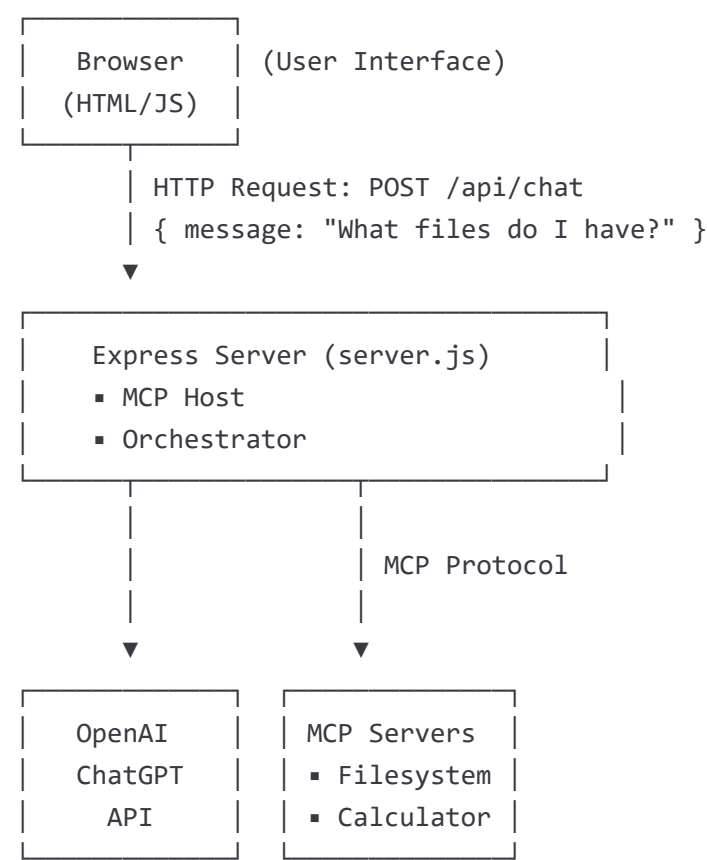 Browser (User Interface)
(HTML/JS)
HTTP Request: POST /api/chat
{ message: "What files do I have?" }
Express Server (server.js)
▪ MCP Host
▪ Orchestrator
MCP Protocol
OpenAI
ChatGPT
API
MCP Servers
▪ Filesystem
▪ Calculator